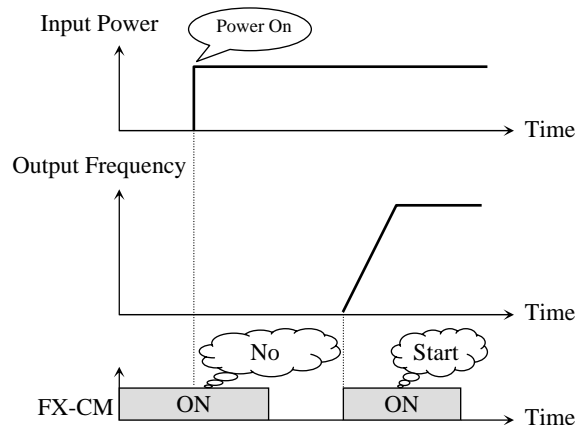 Input Power
Power On
Time
Output Frequency
Time
No
Start
FX-CM
ON
ON
Time